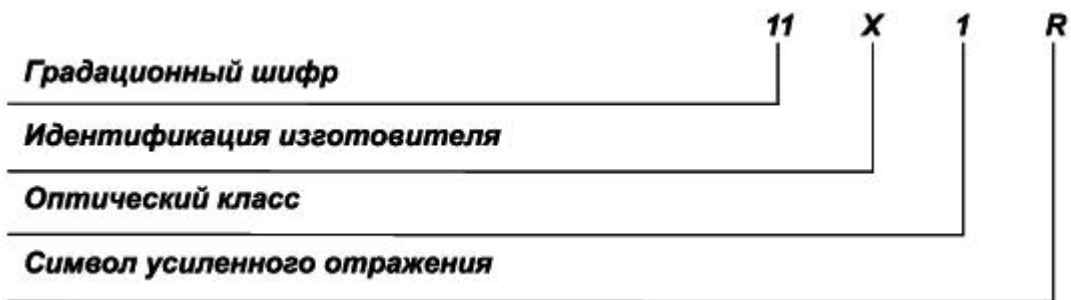 11 X 1 R
Градационный шифр
Идентификация изготовителя
Оптический класс
Символ усиленного отражения